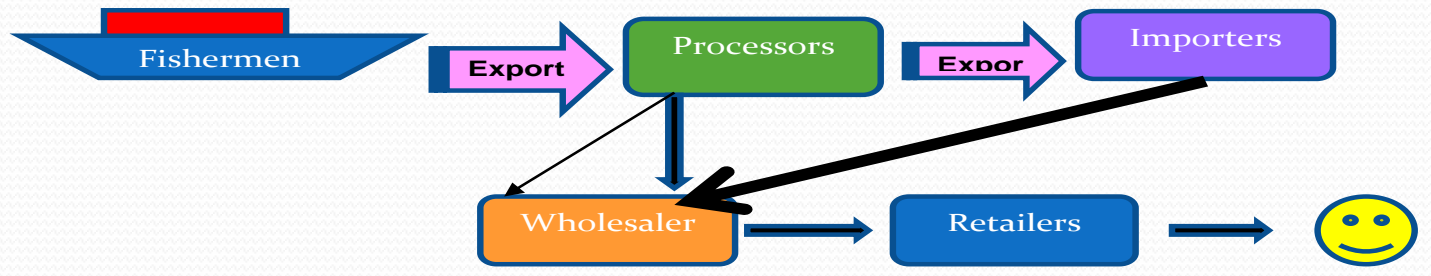 Fishermen
Export
Processors
Expor
Importers
Wholesaler
Retailers